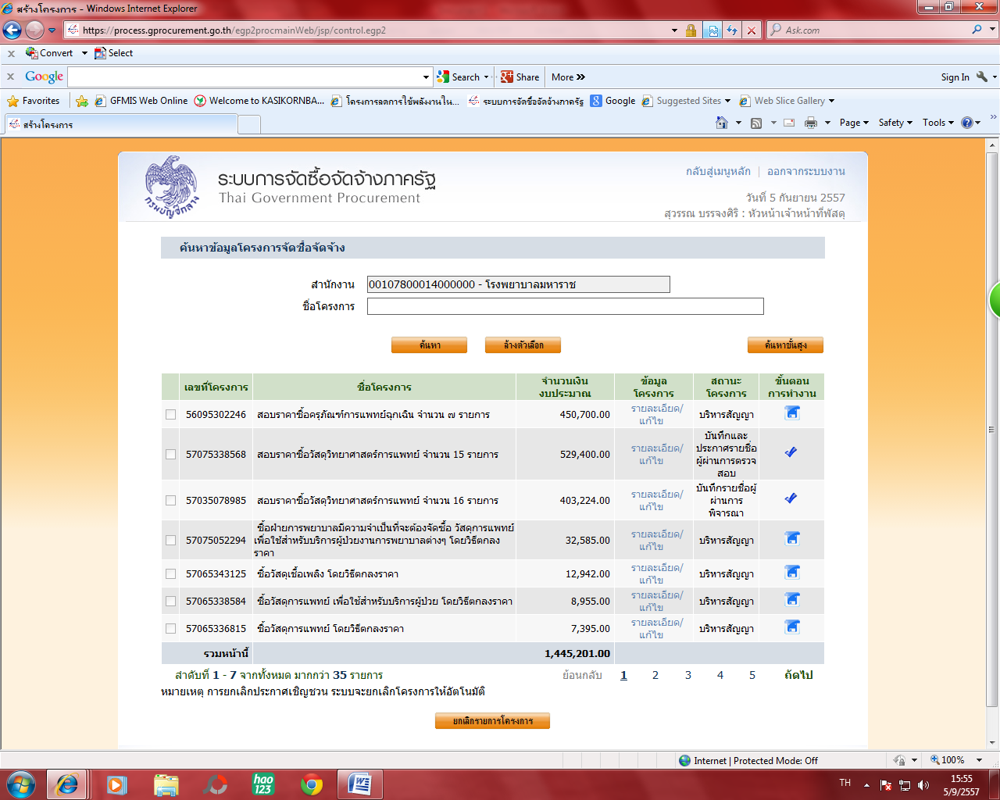 สร้างโครงการ - Windows Internet Explorer
https://process.gprocurement.go.th/egp2procmainWeb/jsp/control.egp2
Ask.com
x Convert Select
x Google Search Share More » Sign In
Favorites GFMIS Web Online Welcome to KASIKORNBA... โครงการลดการใช้พลังงานใน... ระบบการจัดซื้อจัดจ้างภาครัฐ Google Suggested Sites Web Slice Gallery
สร้างโครงการ Page Safety Tools
กรมบัญชีกลาง
ระบบการจัดซื้อจัดจ้างภาครัฐ
Thai Government Procurement
กลับสู่เมนูหลัก | ออกจากระบบงาน
วันที่ 5 กันยายน 2557
สุวรรณ บรรจงศิริ : หัวหน้าเจ้าหน้าที่พัสดุ
ค้นหาข้อมูลโครงการจัดซื้อจัดจ้าง
สำนักงาน 00107800014000000 - โรงพยาบาลมหาราช
ชื่อโครงการ
ค้นหา ล้างตัวเลือก ค้นหาขั้นสูง
เลขที่โครงการ ชื่อโครงการ จำนวนเงิน งบประมาณ ข้อมูล โครงการ สถานะ โครงการ ขั้นตอน การทำงาน
56095302246 สอบราคาซื้อครุภัณฑ์การแพทย์ฉุกเฉิน จำนวน ๗ รายการ 450,700.00 รายละเอียด/ แก้ไข บริหารสัญญา
57075338568 สอบราคาซื้อวัสดุวิทยาศาสตร์การแพทย์ จำนวน 15 รายการ 529,400.00 รายละเอียด/ แก้ไข บันทึกและ ประกาศรายชื่อ ผู้ผ่านการตรวจ สอบ
57035078985 สอบราคาซื้อวัสดุวิทยาศาสตร์การแพทย์ จำนวน 16 รายการ 403,224.00 รายละเอียด/ แก้ไข บันทึกรายชื่อผู้ ผ่านการ พิจารณา
57075052294 ซื้อฝ่ายการพยาบาลมีความจำเป็นที่จะต้องจัดซื้อ วัสดุการแพทย์ เพื่อใช้สำหรับบริการผู้ป่วยงานการพยาบาลต่างๆ โดยวิธีตกลง ราคา 32,585.00 รายละเอียด/ แก้ไข บริหารสัญญา
57065343125 ซื้อวัสดุเชื้อเพลิง โดยวิธีตกลงราคา 12,942.00 รายละเอียด/ แก้ไข บริหารสัญญา
57065338584 ซื้อวัสดุการแพทย์ เพื่อใช้สำหรับบริการผู้ป่วย โดยวิธีตกลงราคา 8,955.00 รายละเอียด/ แก้ไข บริหารสัญญา
57065336815 ซื้อวัสดุการแพทย์ โดยวิธีตกลงราคา 7,395.00 รายละเอียด/ แก้ไข บริหารสัญญา
รวมหน้านี้ 1,445,201.00
ลำดับที่ 1 - 7 จากทั้งหมด มากกว่า 35 รายการ ย้อนกลับ 1 2 3 4 5 ถัดไป
หมายเหตุ การยกเลิกประกาศเชิญชวน ระบบจะยกเลิกโครงการให้อัตโนมัติ
ยกเลิกรายการโครงการ
Internet | Protected Mode: Off 100%
hao 123 TH 15:55
5/9/2557